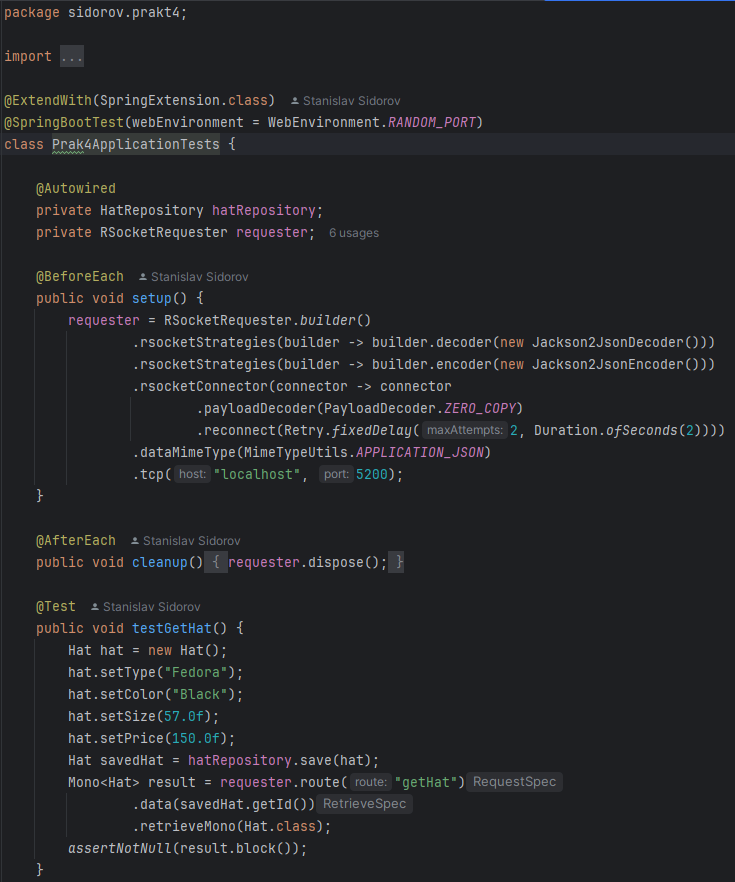 package sidorov.prakt4;
import ...
@ExtendWith(SpringExtension.class) Stanislav Sidorov
@SpringBootTest(webEnvironment = WebEnvironment.RANDOM_PORT)
class Prak4ApplicationTests {
@Autowired
private HatRepository hatRepository;
private RSocketRequester requester; 6 usages
@BeforeEach Stanislav Sidorov
public void setup() {
requester = RSocketRequester.builder()
.rsocketStrategies(builder -> builder.decoder(new Jackson2JsonDecoder()))
.rsocketStrategies(builder -> builder.encoder(new Jackson2JsonEncoder()))
.rsocketConnector(connector -> connector
.payloadDecoder(PayloadDecoder.ZERO_COPY)
.reconnect(Retry.fixedDelay( maxAttempts: 2, Duration.ofSeconds(2))))
.dataMimeType(MimeTypeUtils.APPLICATION_JSON)
.tcp( host: "localhost", port: 5200);
}
@AfterEach Stanislav Sidorov
public void cleanup() { requester.dispose(); }
@Test Stanislav Sidorov
public void testGetHat() {
Hat hat = new Hat();
hat.setType("Fedora");
hat.setColor("Black");
hat.setSize(57.0f);
hat.setPrice(150.0f);
Hat savedHat = hatRepository.save(hat);
Mono<Hat> result = requester.route( route: "getHat") RequestSpec
.data(savedHat.getId()) RetrieveSpec
.retrieveMono(Hat.class);
assertNotNull(result.block());
}